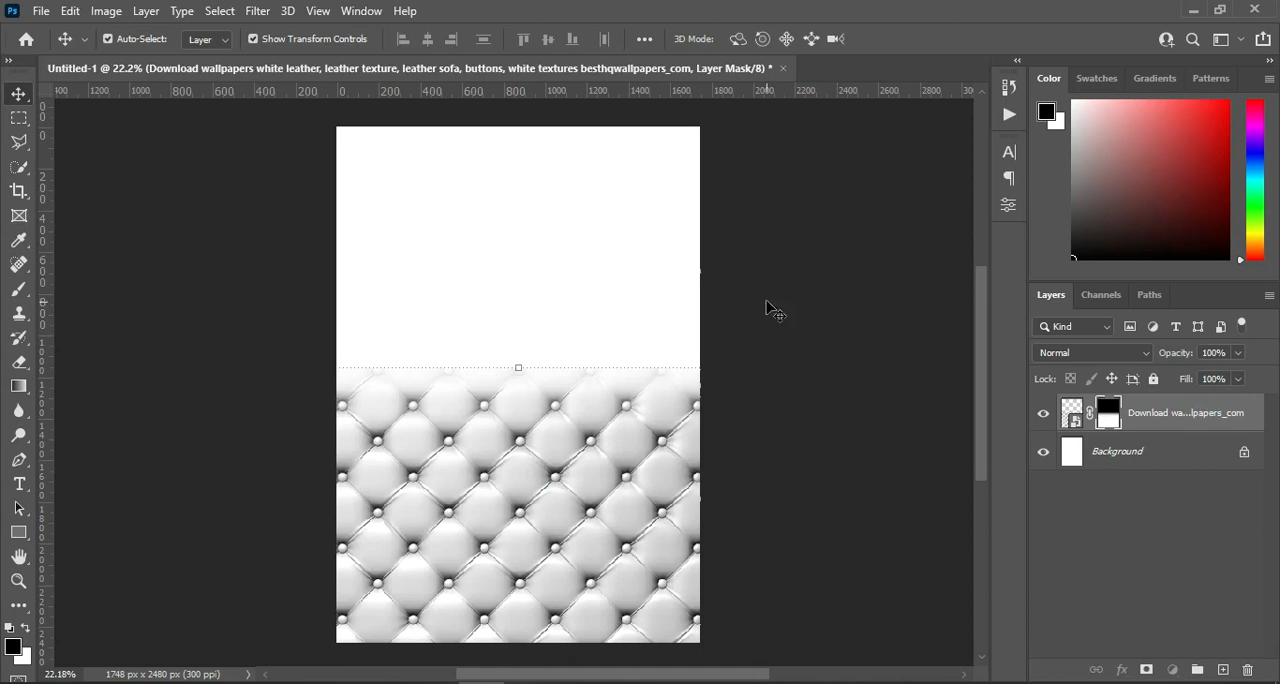 Ps File Edit Image Layer Type Select Filter 3D View Window Help
Auto-Select: Layer Show Transform Controls 3D Mode:
Untitled-1 @ 22.2% (Download wallpapers white leather, leather texture, leather sofa, buttons, white textures besthqwallpapers_com, Layer Mask/8) *
400 1200 1000 800 600 400 200 0 200 400 600 800 1000 1200 1400 1600 1800 2000 2200 2400 2600 2800 300
Color Swatches Gradients Patterns
Layers Channels Paths
Kind
Normal Opacity: 100%
Lock: Fill: 100%
Download wa...lpapers_com
Background
22.18% 1748 px x 2480 px (300 ppi)